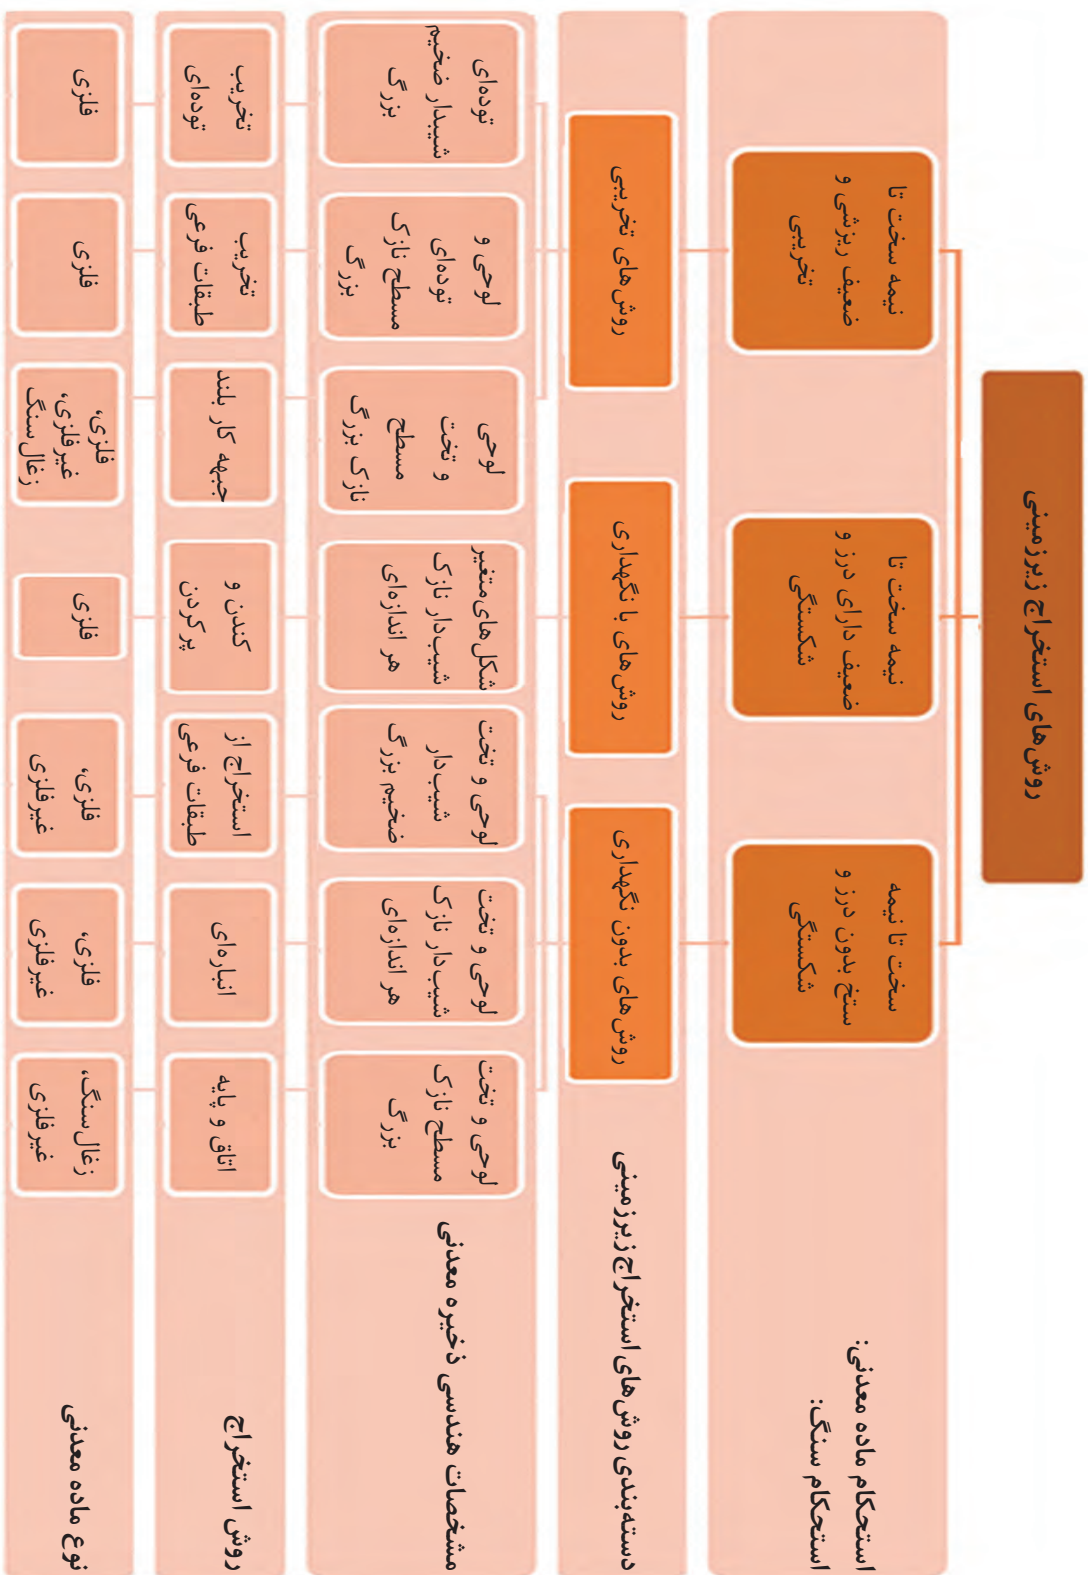 روش‌های استخراج زیرزمینی
استحکام ماده معدنی:
استحکام سنگ:
سخت تا نیمه
ستخ بدون درز و
شکستگی
نیمه سخت تا
ضعیف دارای درز و
شکستگی
نیمه سخت تا
ضعیف ریزشی و
تخریبی
دسته‌بندی روش‌های استخراج زیرزمینی
روش‌های بدون نگهداری
روش‌های با نگهداری
روش‌های تخریبی
مشخصات هندسی ذخیره معدنی
لوحی و تخت
مسطح نازک
بزرگ
لوحی و تخت
شیب‌دار نازک
هر اندازه‌ای
لوحی و تخت
شیب‌دار
ضخیم بزرگ
شکل‌های متغیر
شیب‌دار نازک
هر اندازه‌ای
لوحی
و تخت
مسطح
نازک بزرگ
لوحی و
توده‌ای
مسطح نازک
بزرگ
توده‌ای
شیبدار ضخیم
بزرگ
روش استخراج
اتاق و پایه
انباره‌ای
استخراج از
طبقات فرعی
کندن و
پر کردن
جبهه کار بلند
تخریب
طبقات فرعی
تخریب
توده‌ای
نوع ماده معدنی
زغال سنگ،
غیرفلزی
فلزی،
غیرفلزی
فلزی،
غیرفلزی
فلزی
فلزی،
غیرفلزی،
زغال سنگ
فلزی
فلزی